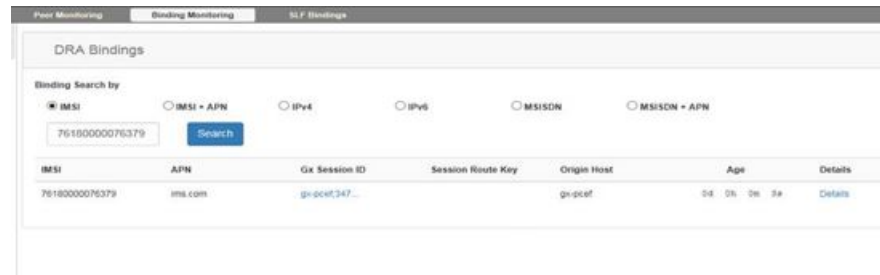 Peer Monitoring Binding Monitoring SLF Bindings
DRA Bindings
Binding Search by
IMSI IMSI + APN IPv4 IPv6 MSISDN MSISDN + APN
76180000076379 Search
IMSI APN Gx Session ID Session Route Key Origin Host Age Details
76180000076379 ims.com gx-pcef;347... gx-pcef 0d 0h 0m Details